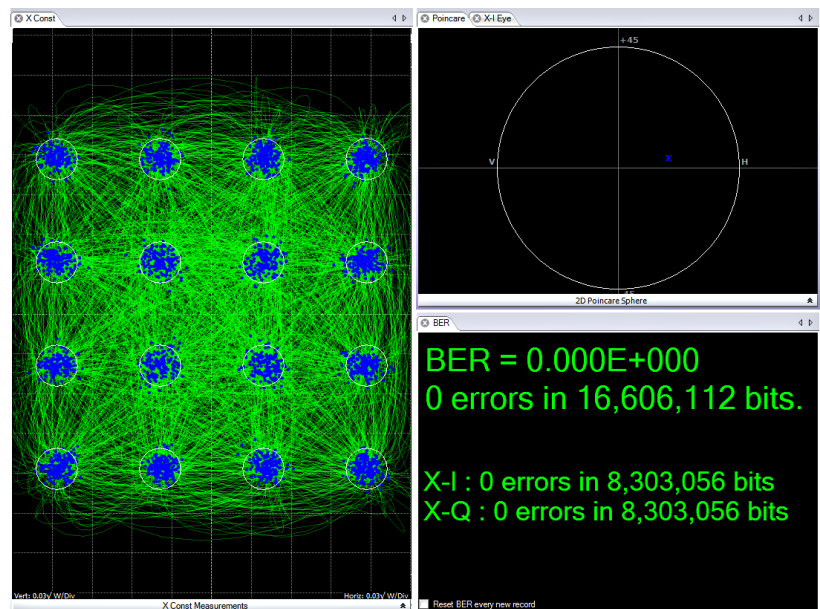 X Const
Vert: 0.03√ W/Div
Horiz: 0.03√ W/Div
X Const Measurements
Poincare
X-I Eye
+45
V
X
H
-45
2D Poincare Sphere
BER
BER = 0.000E+000
0 errors in 16,606,112 bits.
X-I : 0 errors in 8,303,056 bits
X-Q : 0 errors in 8,303,056 bits
Reset BER every new record